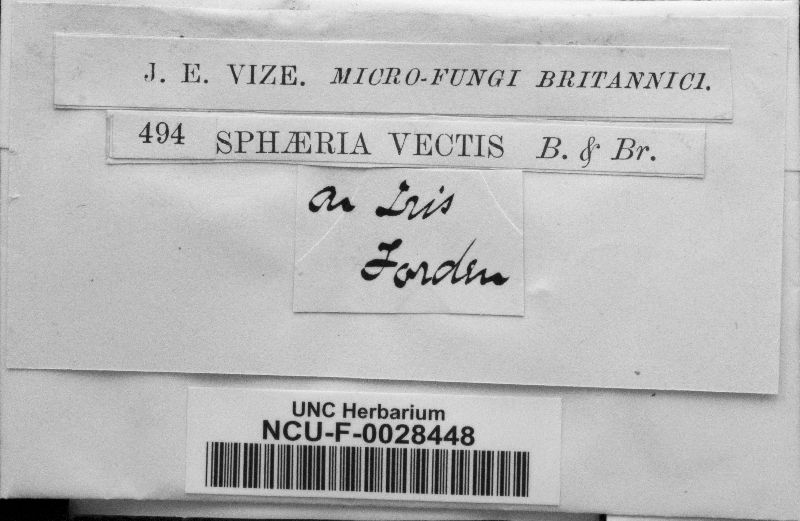 J. E. VIZE. MICRO-FUNGI BRITANNICI.
494 SPHÆRIA VECTIS B. & Br.
on Iris
Forden
UNC Herbarium
NCU-F-0028448